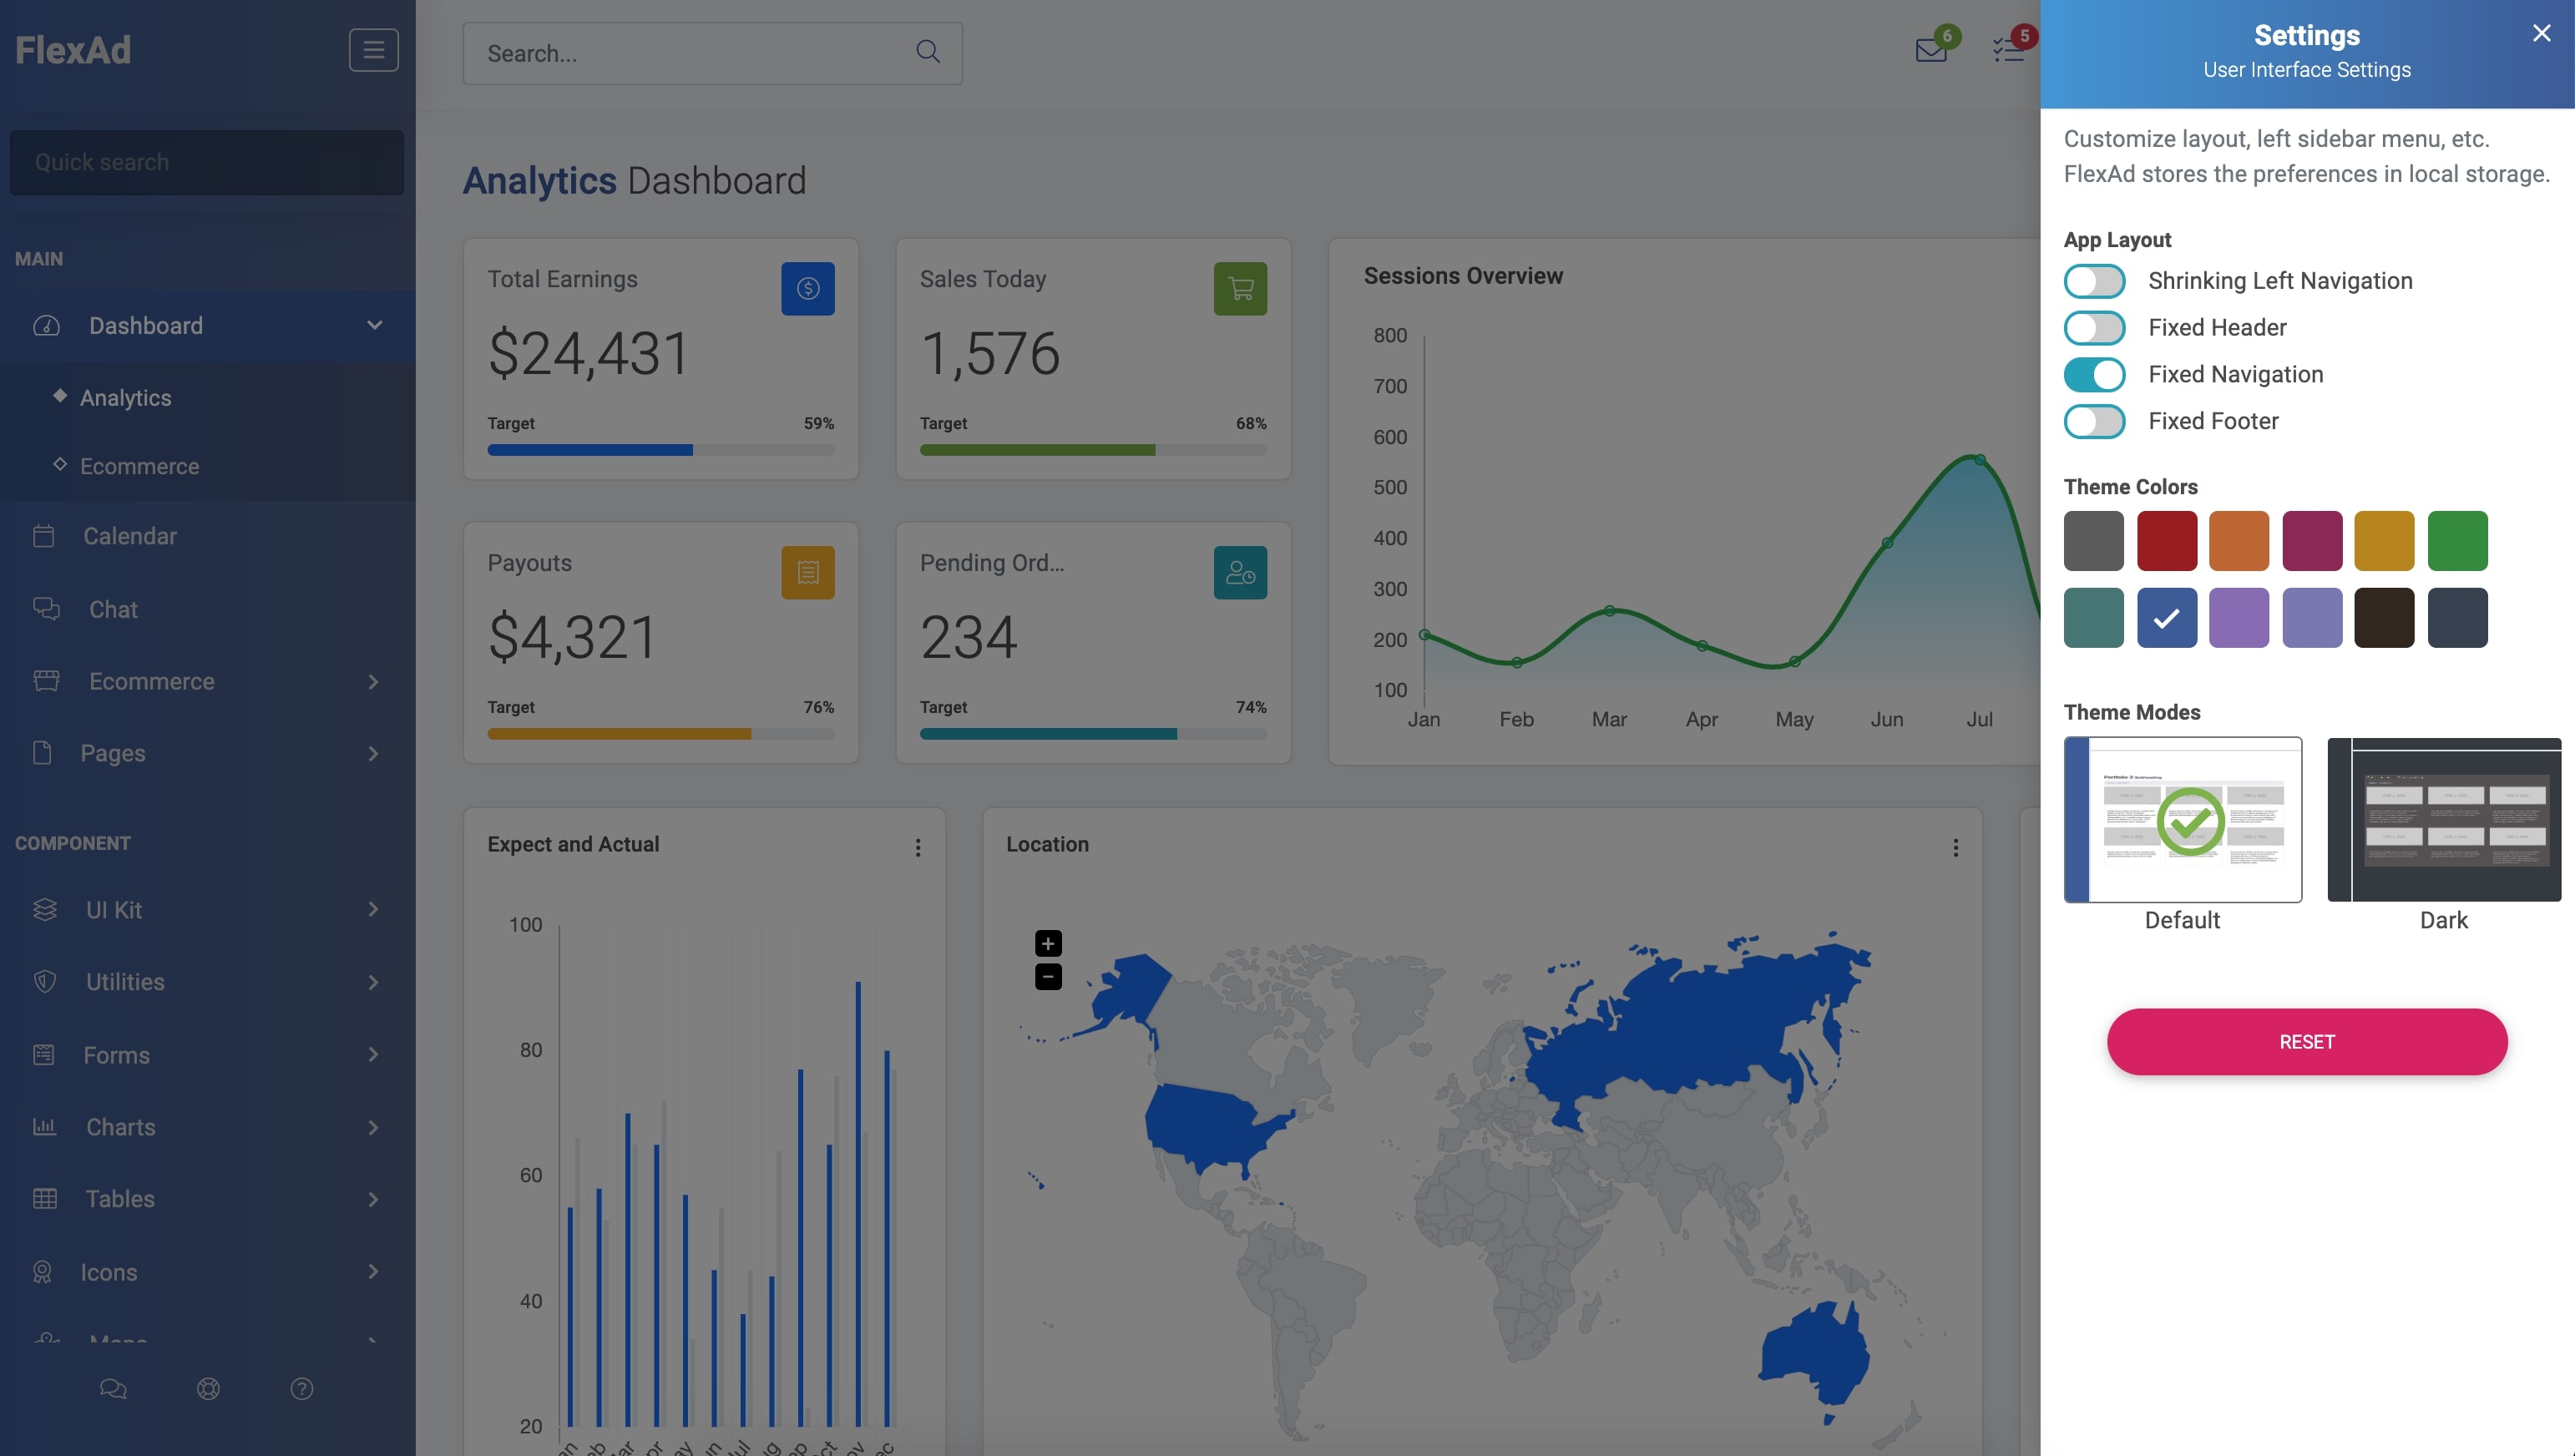 FlexAd
Quick search
MAIN
Dashboard
Analytics
Ecommerce
Calendar
Chat
Ecommerce
Pages
COMPONENT
UI Kit
Utilities
Forms
Charts
Tables
Icons
Search...
6
5
Analytics Dashboard
Total Earnings
$24,431
Target 59%
Sales Today
1,576
Target 68%
Payouts
$4,321
Target 76%
Pending Ord...
234
Target 74%
Sessions Overview
800
700
600
500
400
300
200
100
Jan Feb Mar Apr May Jun Jul
Expect and Actual
100
80
60
40
20
Location
+
−
Settings
User Interface Settings
Customize layout, left sidebar menu, etc.
FlexAd stores the preferences in local storage.
App Layout
Shrinking Left Navigation
Fixed Header
Fixed Navigation
Fixed Footer
Theme Colors
Theme Modes
Default
Dark
RESET